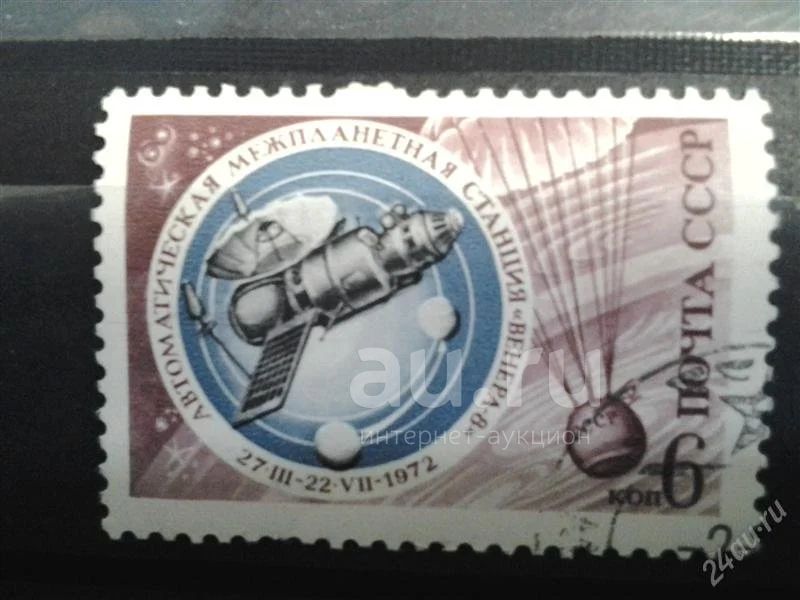 АВТОМАТИЧЕСКАЯ МЕЖПЛАНЕТНАЯ СТАНЦИЯ «ВЕНЕРА-8»
27·III-22·VII-1972
ПОЧТА СССР
СССР
6
КОП
au.ru
интернет-аукцион
2
24au.ru